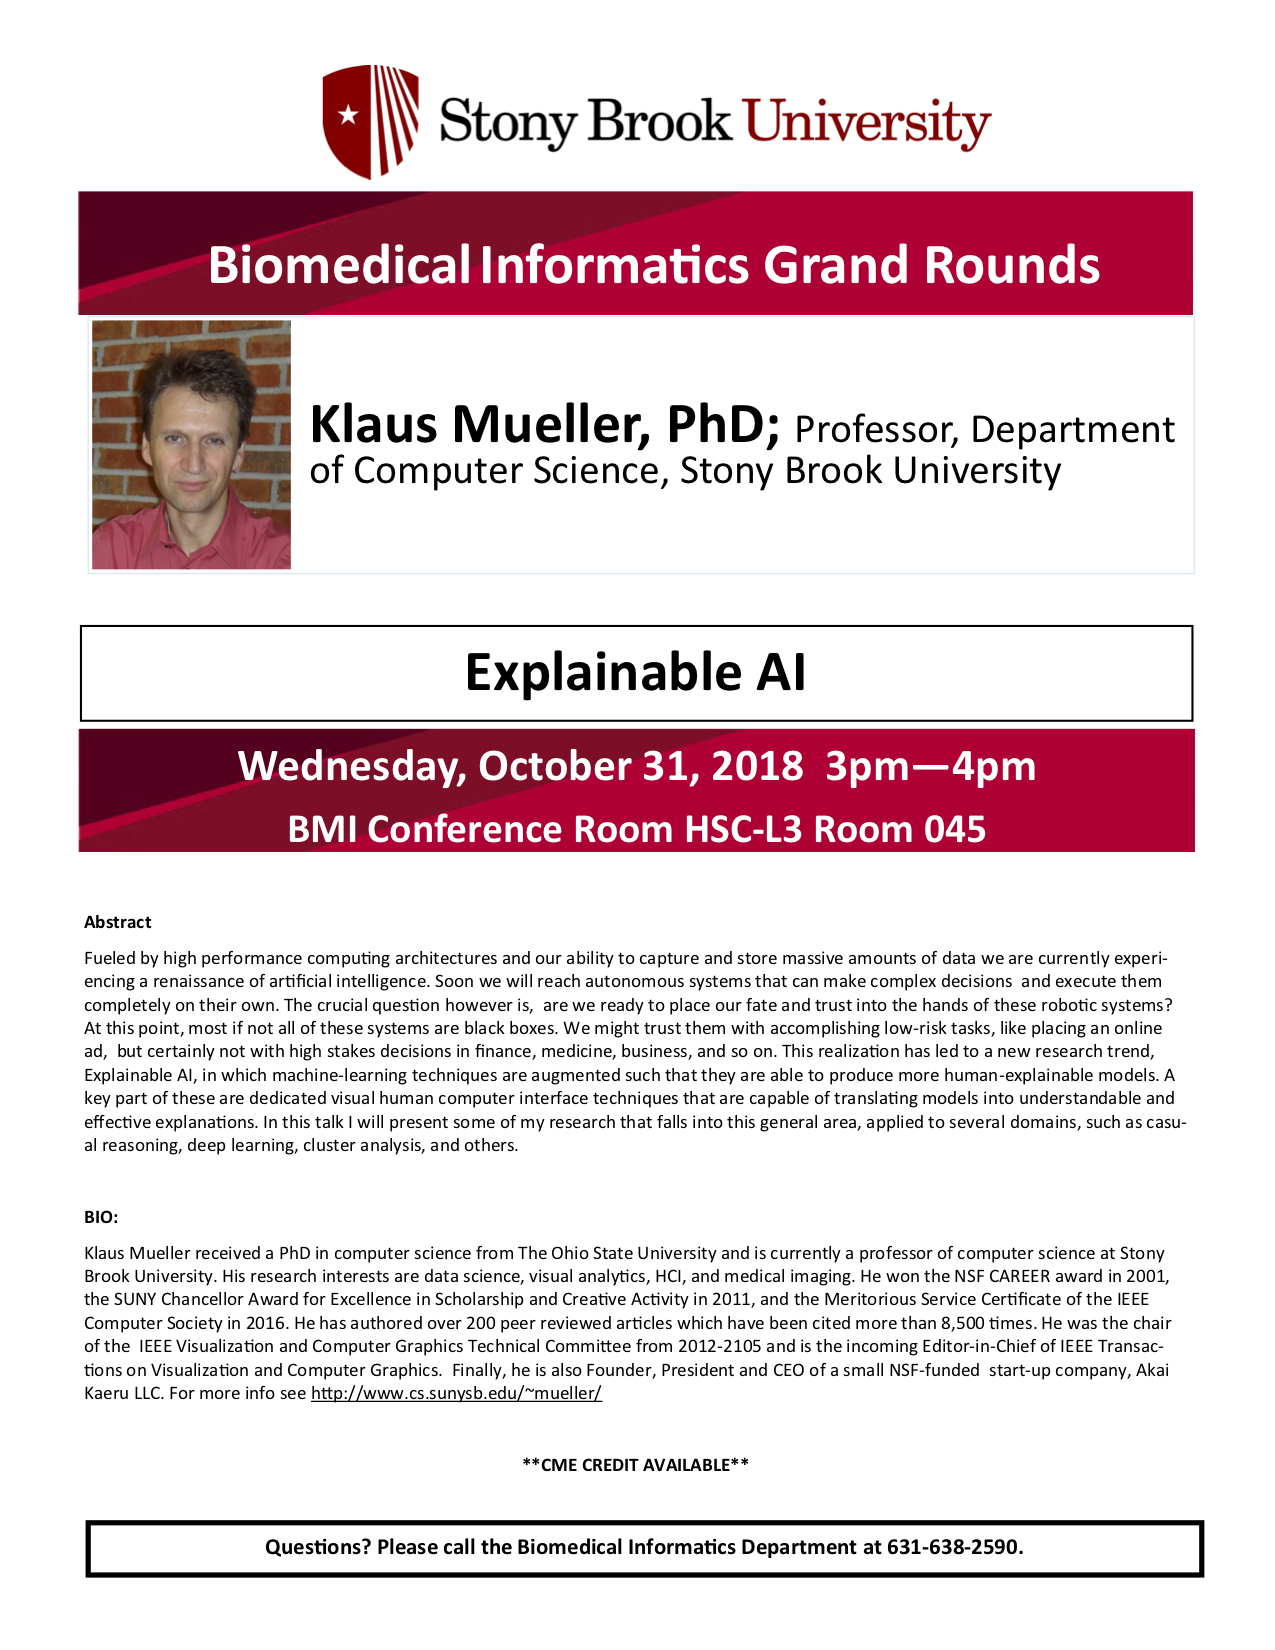 Stony Brook University
Biomedical Informatics Grand Rounds
Klaus Mueller, PhD; Professor, Department
of Computer Science, Stony Brook University
Explainable AI
Wednesday, October 31, 2018  3pm—4pm
BMI Conference Room HSC-L3 Room 045
Abstract
Fueled by high performance computing architectures and our ability to capture and store massive amounts of data we are currently experi-
encing a renaissance of artificial intelligence. Soon we will reach autonomous systems that can make complex decisions  and execute them
completely on their own. The crucial question however is,  are we ready to place our fate and trust into the hands of these robotic systems?
At this point, most if not all of these systems are black boxes. We might trust them with accomplishing low-risk tasks, like placing an online
ad,  but certainly not with high stakes decisions in finance, medicine, business, and so on. This realization has led to a new research trend,
Explainable AI, in which machine-learning techniques are augmented such that they are able to produce more human-explainable models. A
key part of these are dedicated visual human computer interface techniques that are capable of translating models into understandable and
effective explanations. In this talk I will present some of my research that falls into this general area, applied to several domains, such as casu-
al reasoning, deep learning, cluster analysis, and others.
BIO:
Klaus Mueller received a PhD in computer science from The Ohio State University and is currently a professor of computer science at Stony
Brook University. His research interests are data science, visual analytics, HCI, and medical imaging. He won the NSF CAREER award in 2001,
the SUNY Chancellor Award for Excellence in Scholarship and Creative Activity in 2011, and the Meritorious Service Certificate of the IEEE
Computer Society in 2016. He has authored over 200 peer reviewed articles which have been cited more than 8,500 times. He was the chair
of the  IEEE Visualization and Computer Graphics Technical Committee from 2012-2105 and is the incoming Editor-in-Chief of IEEE Transac-
tions on Visualization and Computer Graphics.  Finally, he is also Founder, President and CEO of a small NSF-funded  start-up company, Akai
Kaeru LLC. For more info see http://www.cs.sunysb.edu/~mueller/
**CME CREDIT AVAILABLE**
Questions? Please call the Biomedical Informatics Department at 631-638-2590.